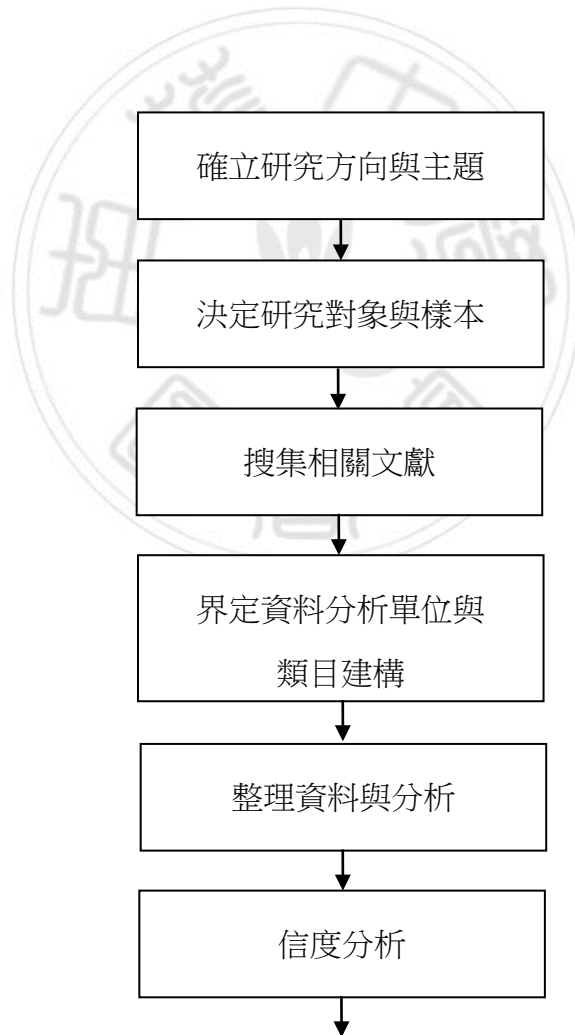 確立研究方向與主題
決定研究對象與樣本
搜集相關文獻
界定資料分析單位與
類目建構
整理資料與分析
信度分析